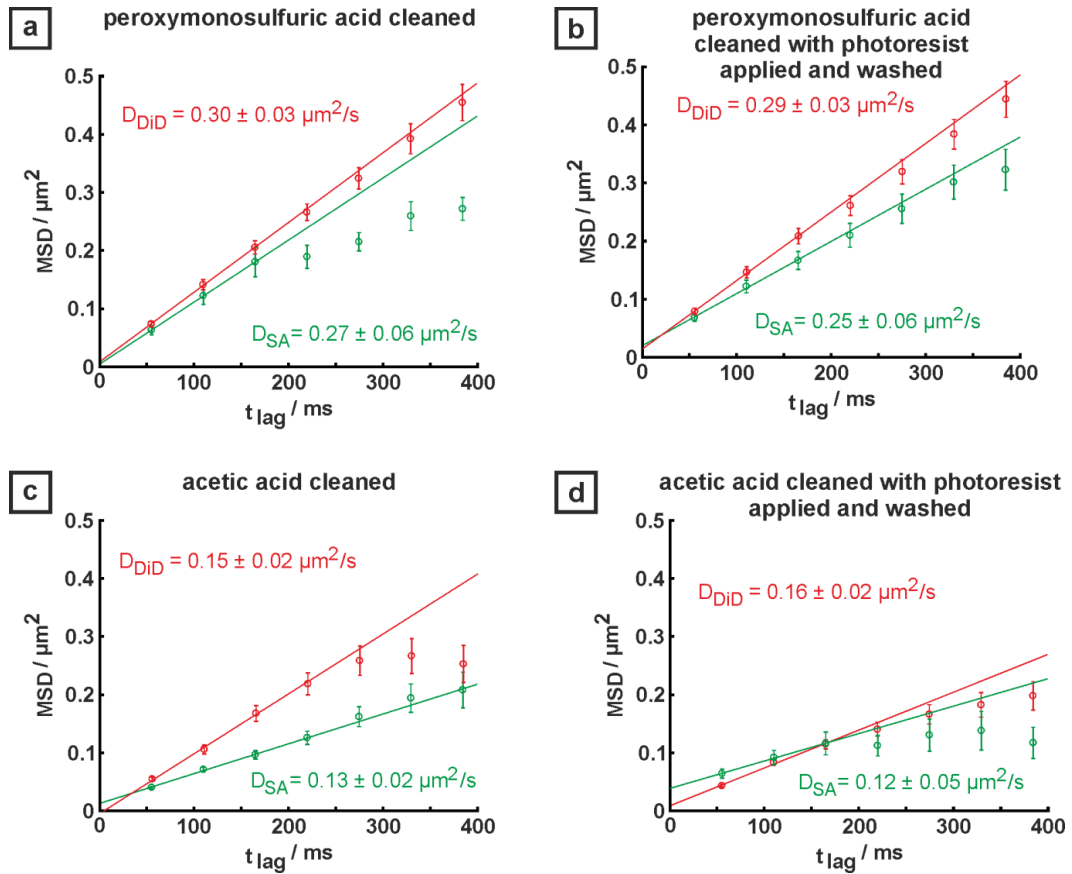 a
peroxymonosulfuric acid cleaned
0.5
0.4
0.3
0.2
0.1
0
MSD / µm²
D_DiD = 0.30 ± 0.03 µm²/s
D_SA= 0.27 ± 0.06 µm²/s
0 100 200 300 400
t_lag / ms
b
peroxymonosulfuric acid
cleaned with photoresist
applied and washed
0.5
0.4
0.3
0.2
0.1
0
MSD / µm²
D_DiD = 0.29 ± 0.03 µm²/s
D_SA= 0.25 ± 0.06 µm²/s
0 100 200 300 400
t_lag / ms
c
acetic acid cleaned
0.5
0.4
0.3
0.2
0.1
0
MSD / µm²
D_DiD = 0.15 ± 0.02 µm²/s
D_SA= 0.13 ± 0.02 µm²/s
0 100 200 300 400
t_lag / ms
d
acetic acid cleaned with photoresist
applied and washed
0.5
0.4
0.3
0.2
0.1
0
MSD / µm²
D_DiD = 0.16 ± 0.02 µm²/s
D_SA= 0.12 ± 0.05 µm²/s
0 100 200 300 400
t_lag / ms